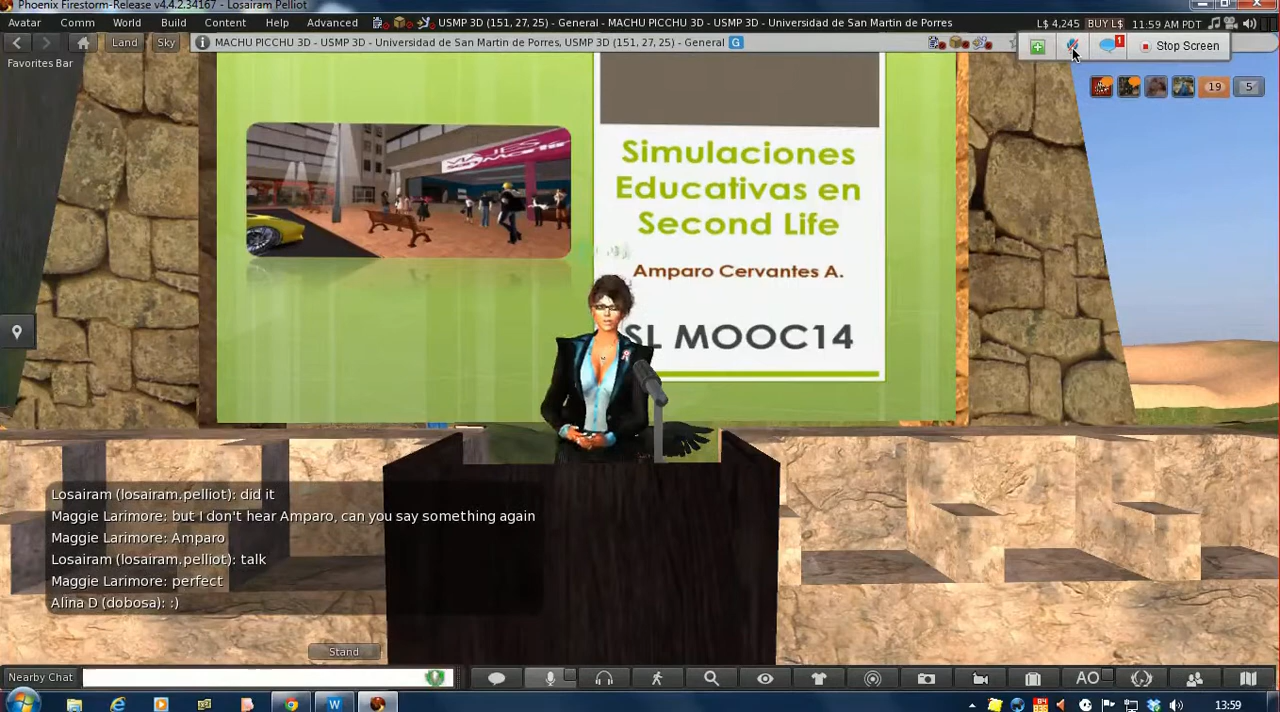 Phoenix Firestorm-Release v4.4.2.34167 - Losairam Pelliot
Avatar Comm World Build Content Help Advanced USMP 3D (151, 27, 25) - General - MACHU PICCHU 3D - USMP 3D - Universidad de San Martin de Porres L$ 4,245 BUY L$ 11:59 AM PDT
Land Sky MACHU PICCHU 3D - USMP 3D - Universidad de San Martin de Porres, USMP 3D (151, 27, 25) - General G
1 Stop Screen
Favorites Bar
19 5
Simulaciones
Educativas en
Second Life
Amparo Cervantes A.
SL MOOC14
Losairam (losairam.pelliot): did it
Maggie Larimore: but I don't hear Amparo, can you say something again
Maggie Larimore: Amparo
Losairam (losairam.pelliot): talk
Maggie Larimore: perfect
Alina D (dobosa): :)
Stand
Nearby Chat
AO
13:59